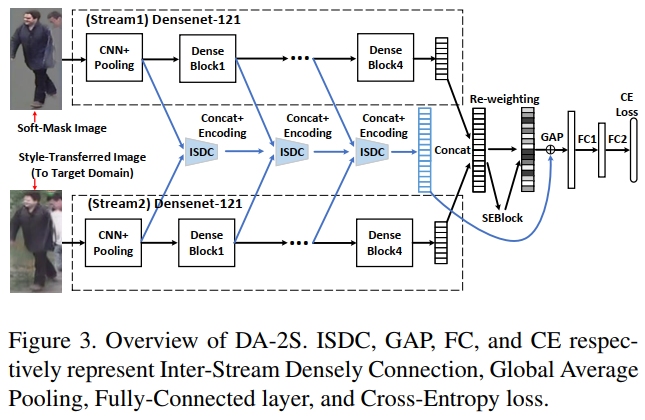 (Stream1) Densenet-121
CNN+
Pooling
Dense
Block1
Dense
Block4
Soft-Mask Image
Style-Transferred Image
(To Target Domain)
Concat+
Encoding
Concat+
Encoding
Concat+
Encoding
ISDC
ISDC
ISDC
Re-weighting
Concat
SEBlock
GAP
FC1
FC2
CE
Loss
(Stream2) Densenet-121
CNN+
Pooling
Dense
Block1
Dense
Block4
Figure 3. Overview of DA-2S. ISDC, GAP, FC, and CE respec-
tively represent Inter-Stream Densely Connection, Global Average
Pooling, Fully-Connected layer, and Cross-Entropy loss.